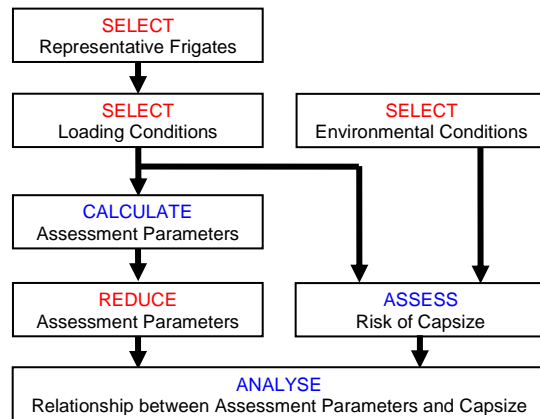 SELECT
Representative Frigates
SELECT
Loading Conditions
SELECT
Environmental Conditions
CALCULATE
Assessment Parameters
REDUCE
Assessment Parameters
ASSESS
Risk of Capsize
ANALYSE
Relationship between Assessment Parameters and Capsize